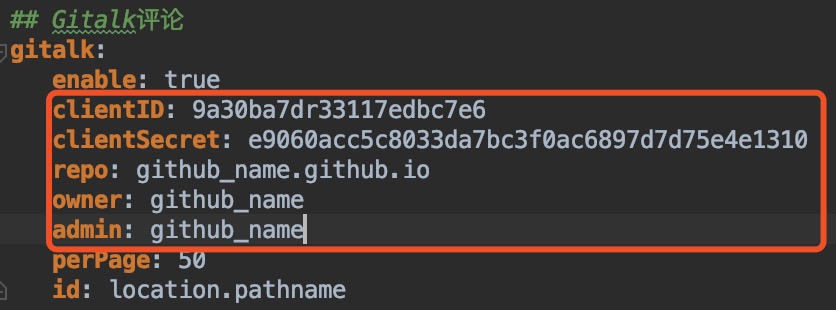 ## Gitalk评论
gitalk:
enable: true
clientID: 9a30ba7dr33117edbc7e6
clientSecret: e9060acc5c8033da7bc3f0ac6897d7d75e4e1310
repo: github_name.github.io
owner: github_name
admin: github_name
perPage: 50
id: location.pathname